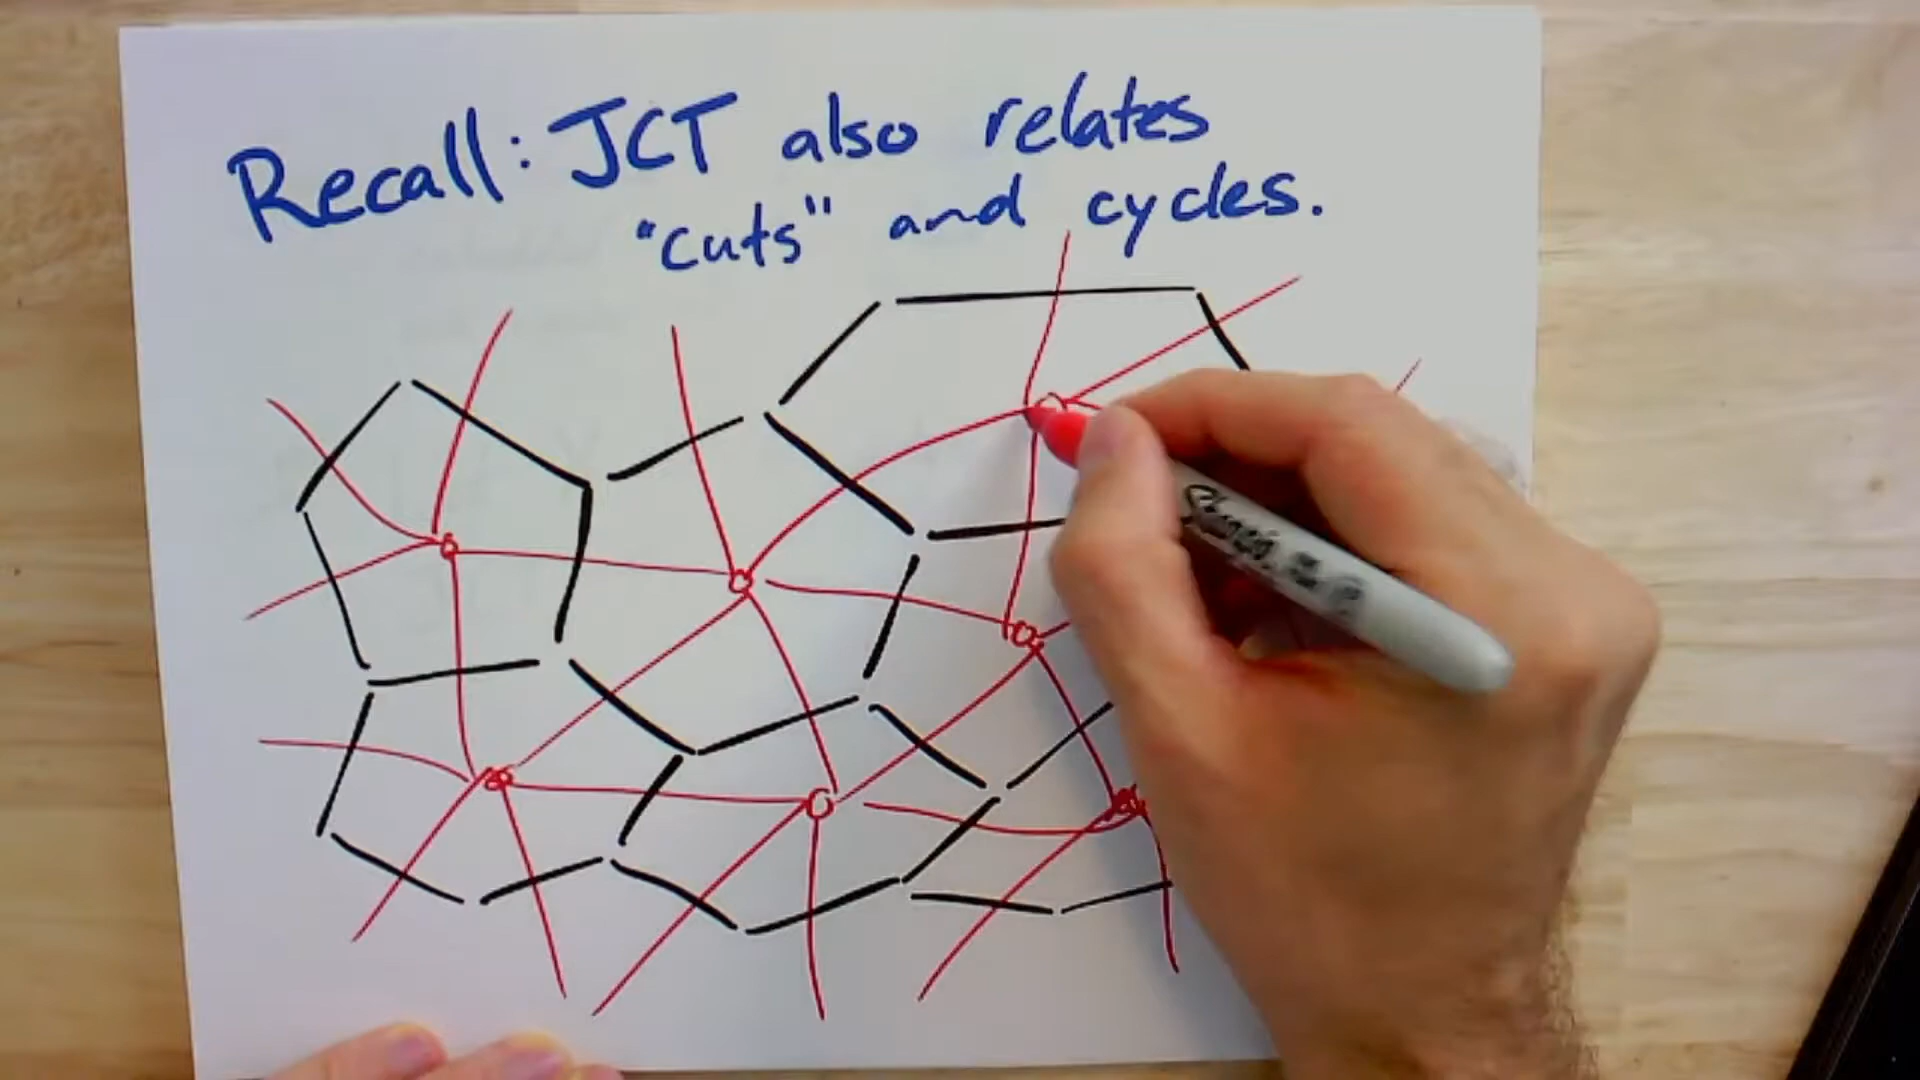 Recall: JCT also relates
"cuts" and cycles.